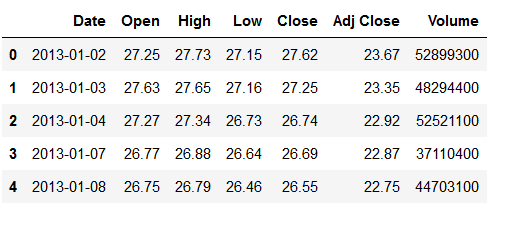 Date Open High Low Close Adj Close Volume
0 2013-01-02 27.25 27.73 27.15 27.62 23.67 52899300
1 2013-01-03 27.63 27.65 27.16 27.25 23.35 48294400
2 2013-01-04 27.27 27.34 26.73 26.74 22.92 52521100
3 2013-01-07 26.77 26.88 26.64 26.69 22.87 37110400
4 2013-01-08 26.75 26.79 26.46 26.55 22.75 44703100